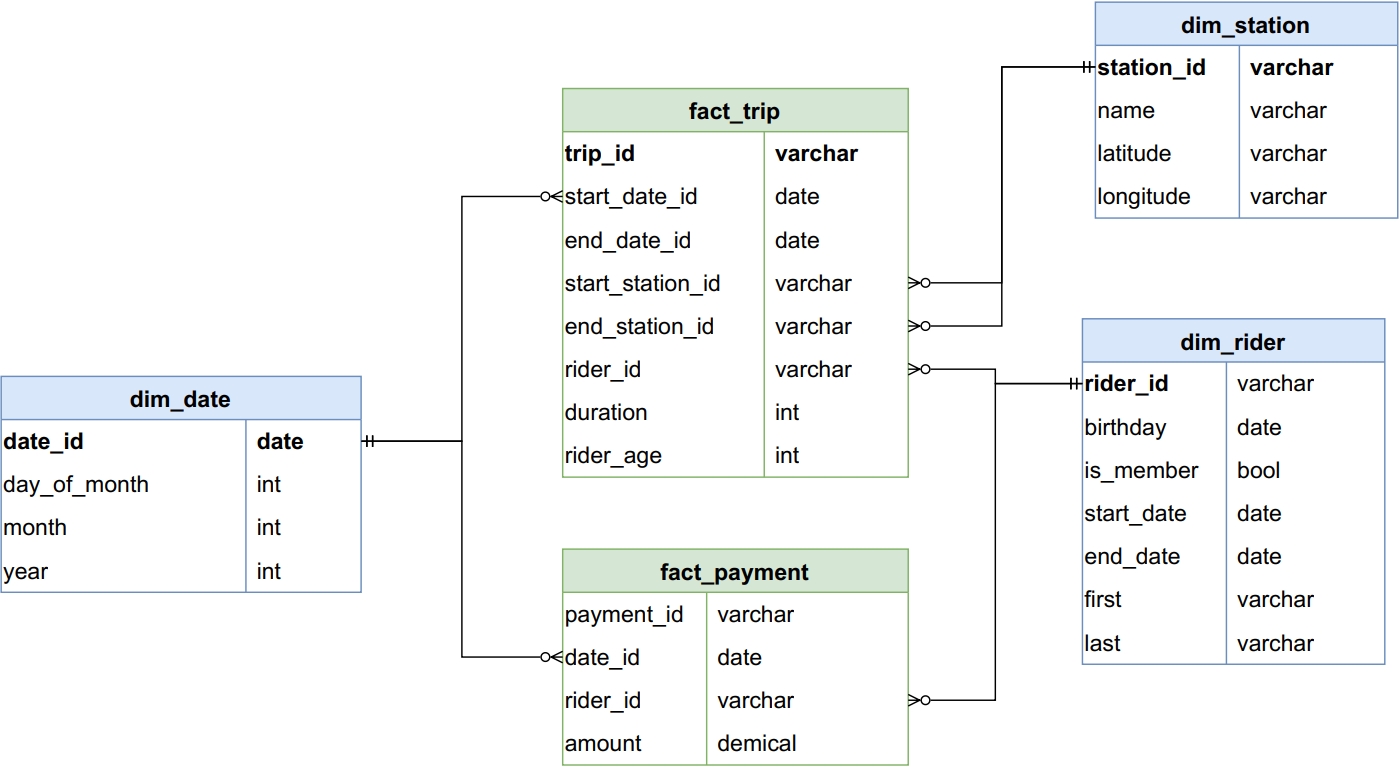 dim_station
station_id varchar
name varchar
latitude varchar
longitude varchar
fact_trip
trip_id varchar
start_date_id date
end_date_id date
start_station_id varchar
end_station_id varchar
rider_id varchar
duration int
rider_age int
dim_rider
rider_id varchar
birthday date
is_member bool
start_date date
end_date date
first varchar
last varchar
dim_date
date_id date
day_of_month int
month int
year int
fact_payment
payment_id varchar
date_id date
rider_id varchar
amount demical